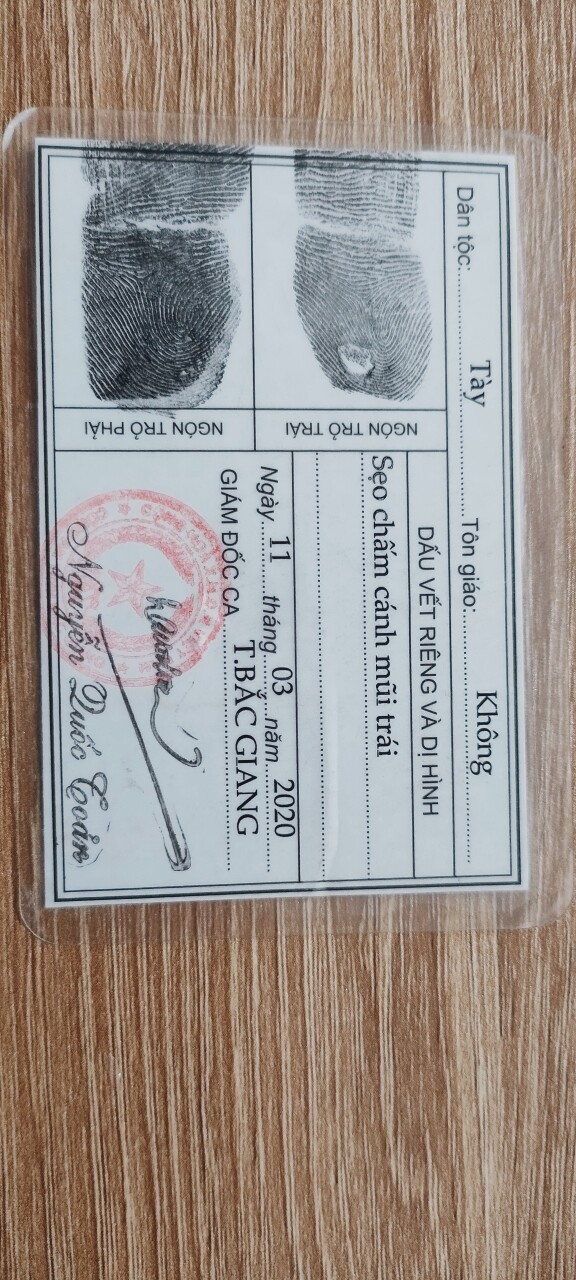 Dân tộc: Tày Tôn giáo: Không
NGÓN TRỎ TRÁI
NGÓN TRỎ PHẢI
DẤU VẾT RIÊNG VÀ DỊ HÌNH
Sẹo chấm cánh mũi trái
Ngày 11 tháng 03 năm 2020
GIÁM ĐỐC CA T.BẮC GIANG
Nguyễn Quốc Toản